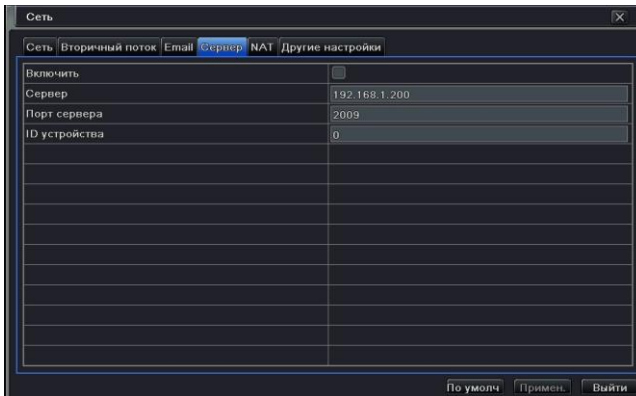 Сеть
Сеть Вторичный поток Email Сервер NAT Другие настройки
Включить
Сервер 192.168.1.200
Порт сервера 2009
ID устройства 0
По умолч Примен. Выйти